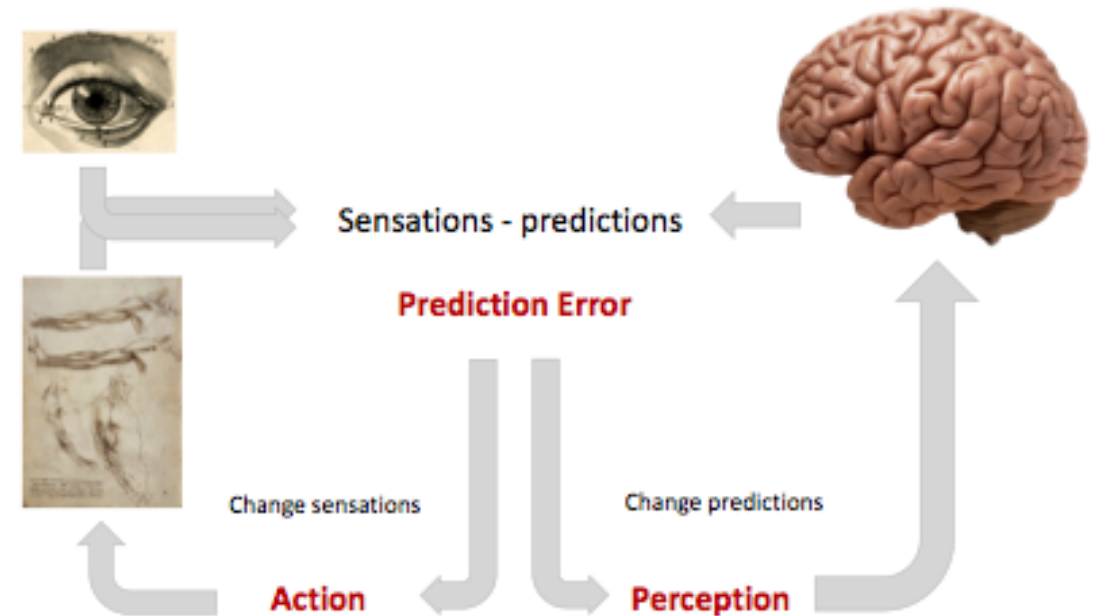 Sensations - predictions
Prediction Error
Change sensations
Change predictions
Action
Perception